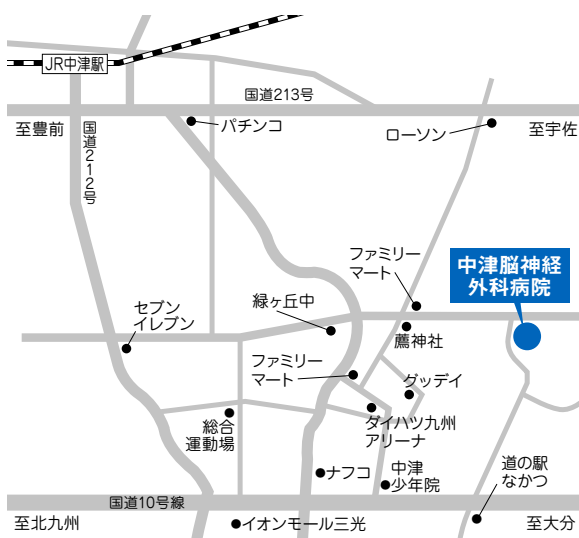 JR中津駅
国道213号
至豊前
パチンコ
ローソン
至宇佐
国道212号
ファミリー
マート
中津脳神経
外科病院
セブン
イレブン
緑ヶ丘中
薦神社
ファミリー
マート
グッデイ
総合
運動場
ダイハツ九州
アリーナ
ナフコ
中津
少年院
道の駅
なかつ
国道10号線
至北九州
イオンモール三光
至大分